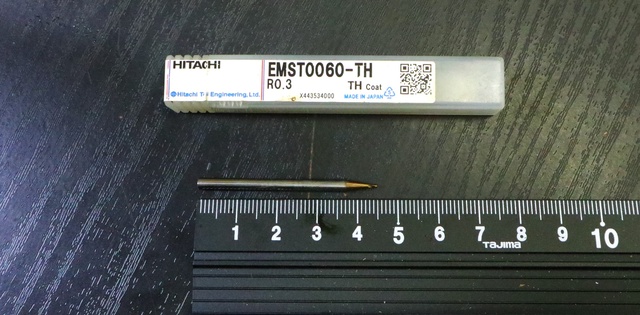 HITACHI
EMST0060-TH
R0.3
TH Coat
X443534000
Hitachi Tool Engineering, Ltd.
MADE IN JAPAN
1 2 3 4 5 6 7 8 9 10
TAJIMA